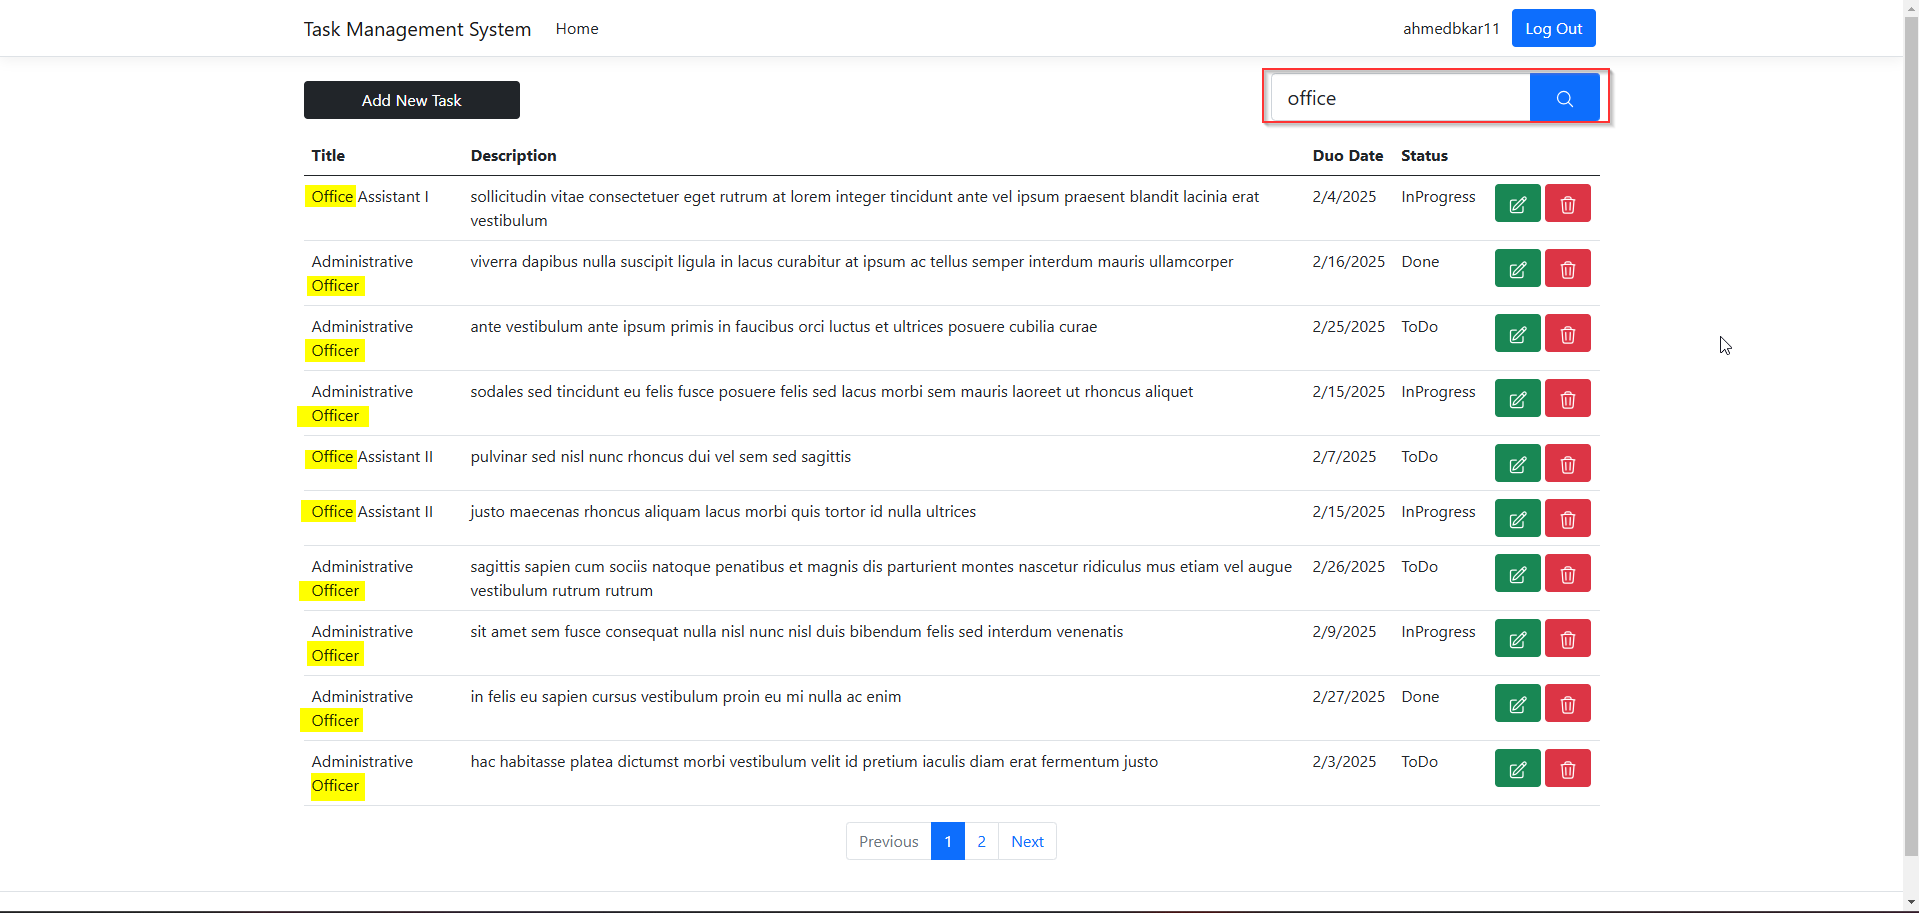 Task Management System Home ahmedbkar11 Log Out
Add New Task office
Title Description Duo Date Status
Office Assistant I sollicitudin vitae consectetuer eget rutrum at lorem integer tincidunt ante vel ipsum praesent blandit lacinia erat 2/4/2025 InProgress
vestibulum
Administrative viverra dapibus nulla suscipit ligula in lacus curabitur at ipsum ac tellus semper interdum mauris ullamcorper 2/16/2025 Done
Officer
Administrative ante vestibulum ante ipsum primis in faucibus orci luctus et ultrices posuere cubilia curae 2/25/2025 ToDo
Officer
Administrative sodales sed tincidunt eu felis fusce posuere felis sed lacus morbi sem mauris laoreet ut rhoncus aliquet 2/15/2025 InProgress
Officer
Office Assistant II pulvinar sed nisl nunc rhoncus dui vel sem sed sagittis 2/7/2025 ToDo
Office Assistant II justo maecenas rhoncus aliquam lacus morbi quis tortor id nulla ultrices 2/15/2025 InProgress
Administrative sagittis sapien cum sociis natoque penatibus et magnis dis parturient montes nascetur ridiculus mus etiam vel augue 2/26/2025 ToDo
Officer vestibulum rutrum rutrum
Administrative sit amet sem fusce consequat nulla nisl nunc nisl duis bibendum felis sed interdum venenatis 2/9/2025 InProgress
Officer
Administrative in felis eu sapien cursus vestibulum proin eu mi nulla ac enim 2/27/2025 Done
Officer
Administrative hac habitasse platea dictumst morbi vestibulum velit id pretium iaculis diam erat fermentum justo 2/3/2025 ToDo
Officer
Previous 1 2 Next